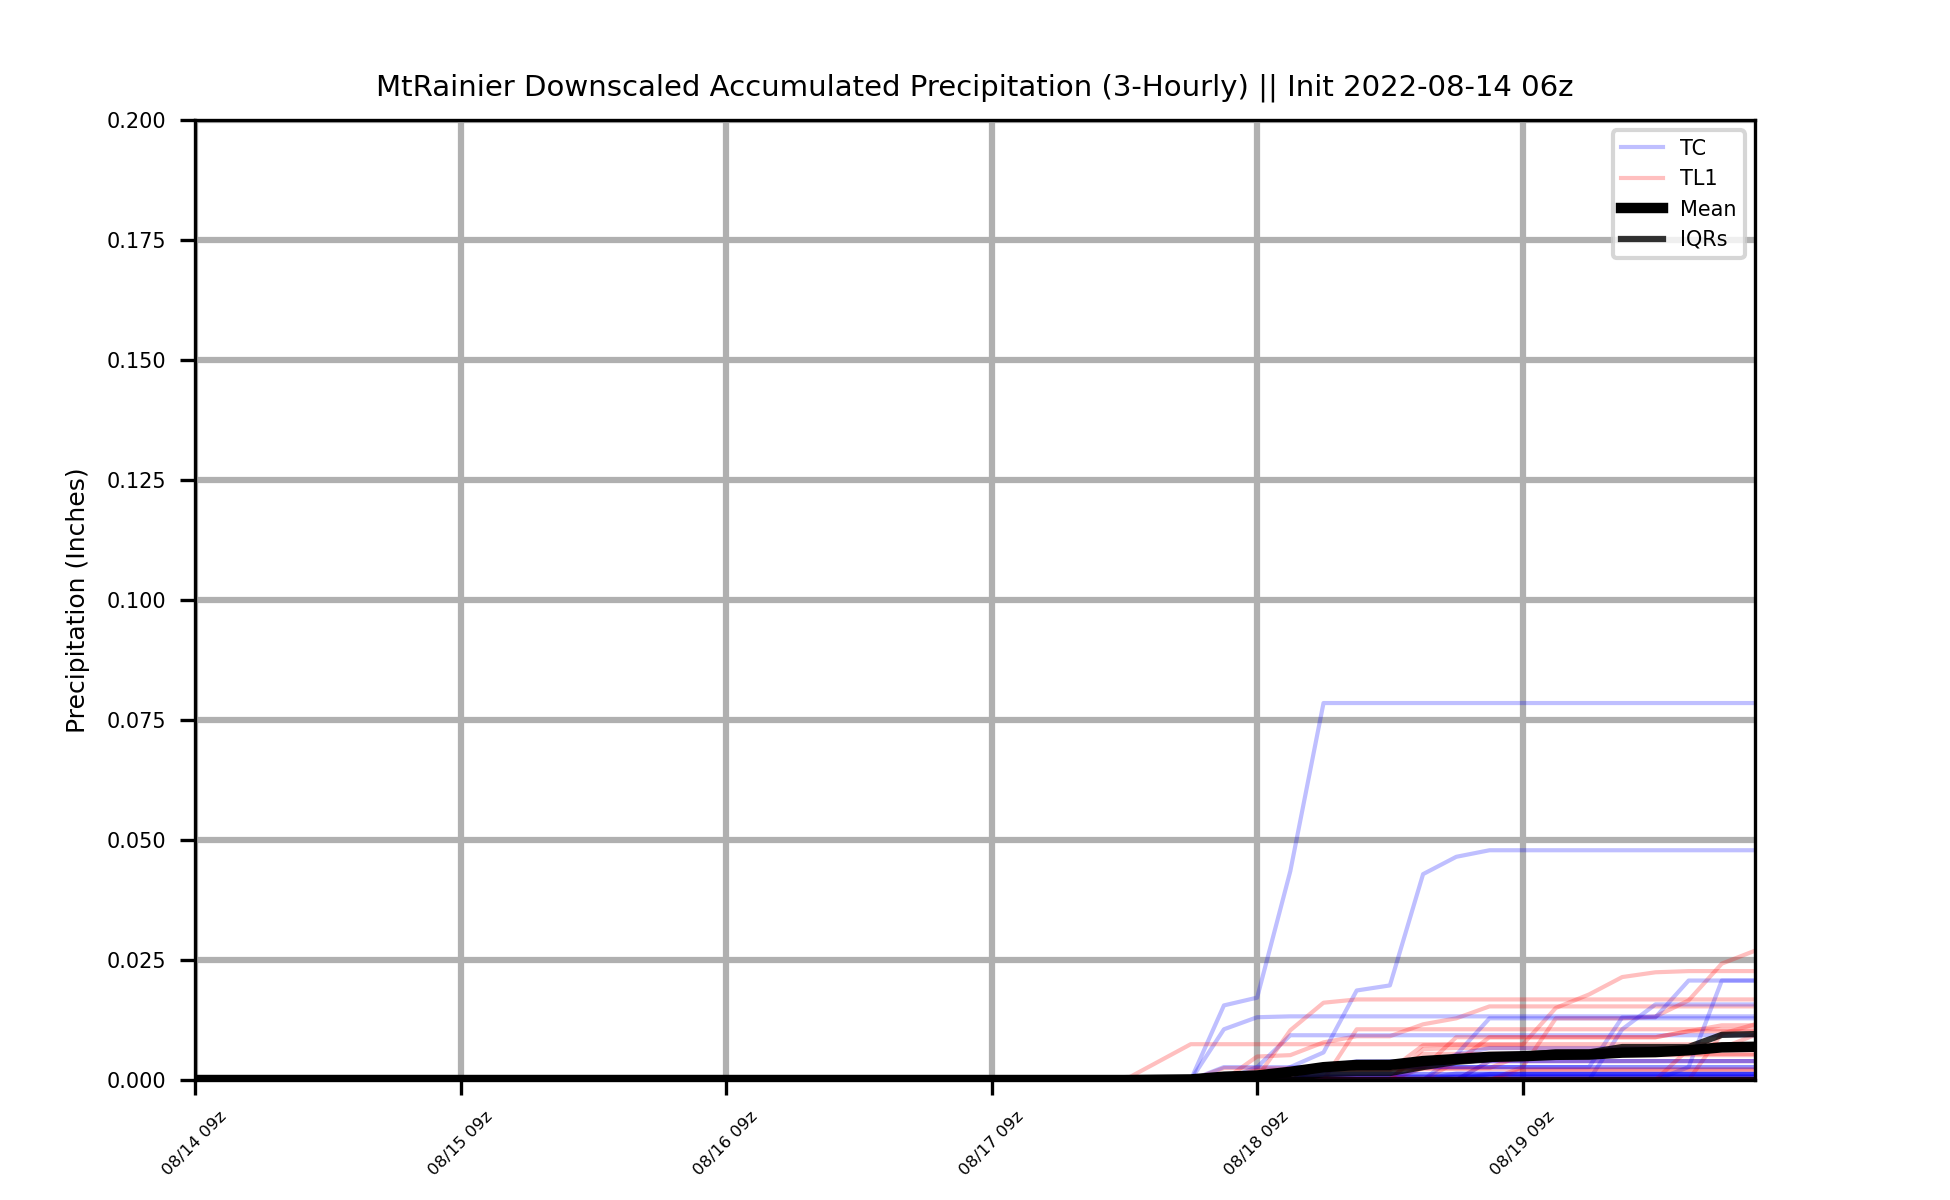 MtRainier Downscaled Accumulated Precipitation (3-Hourly) || Init 2022-08-14 06z
Precipitation (Inches)
0.200
0.175
0.150
0.125
0.100
0.075
0.050
0.025
0.000
TC
TL1
Mean
IQRs
08/14 09z
08/15 09z
08/16 09z
08/17 09z
08/18 09z
08/19 09z